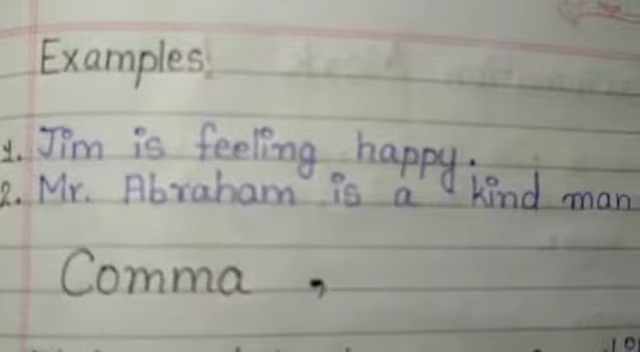 Examples:
1. Jim is feeling happy.
2. Mr. Abraham is a kind man
Comma ,